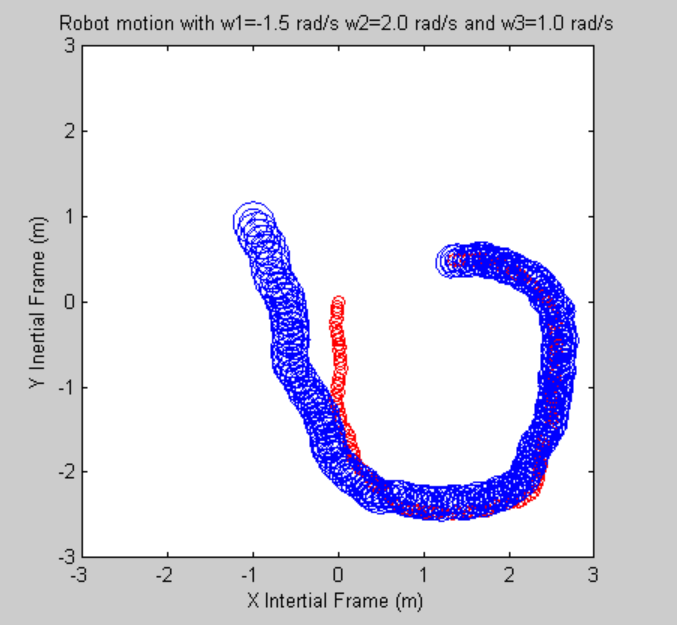 Robot motion with w1=-1.5 rad/s w2=2.0 rad/s and w3=1.0 rad/s
3
2
1
0
-1
-2
-3
Y Inertial Frame (m)
-3 -2 -1 0 1 2 3
X Intertial Frame (m)